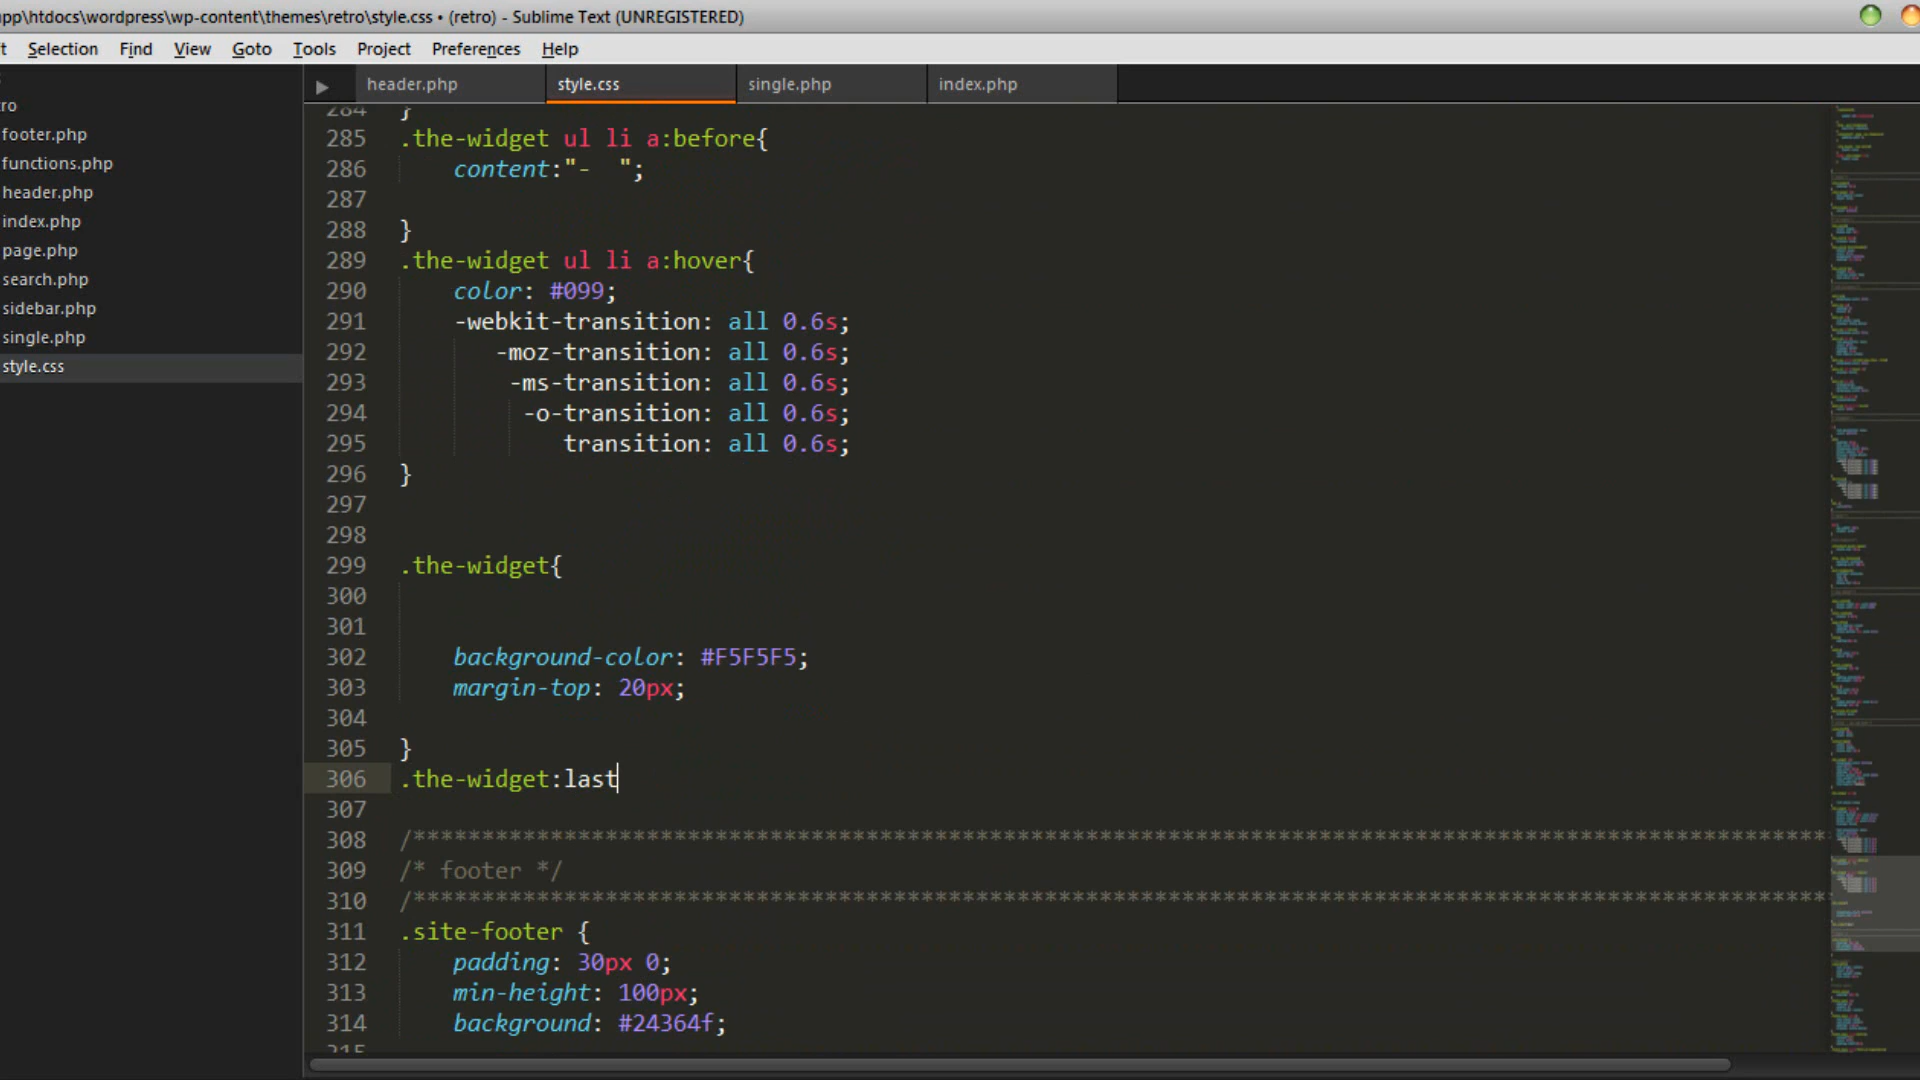 app\htdocs\wordpress\wp-content\themes\retro\style.css • (retro) - Sublime Text (UNREGISTERED)
t Selection Find View Goto Tools Project Preferences Help
header.php style.css single.php index.php
ro
footer.php
functions.php
header.php
index.php
page.php
search.php
sidebar.php
single.php
style.css
284 }
285 .the-widget ul li a:before{
286 content:"-  ";
287
288 }
289 .the-widget ul li a:hover{
290 color: #099;
291 -webkit-transition: all 0.6s;
292 -moz-transition: all 0.6s;
293 -ms-transition: all 0.6s;
294 -o-transition: all 0.6s;
295 transition: all 0.6s;
296 }
297
298
299 .the-widget{
300
301
302 background-color: #F5F5F5;
303 margin-top: 20px;
304
305 }
306 .the-widget:last
307
308 /*********************************************************************************************************
309 /* footer */
310 /*********************************************************************************************************
311 .site-footer {
312 padding: 30px 0;
313 min-height: 100px;
314 background: #24364f;
315